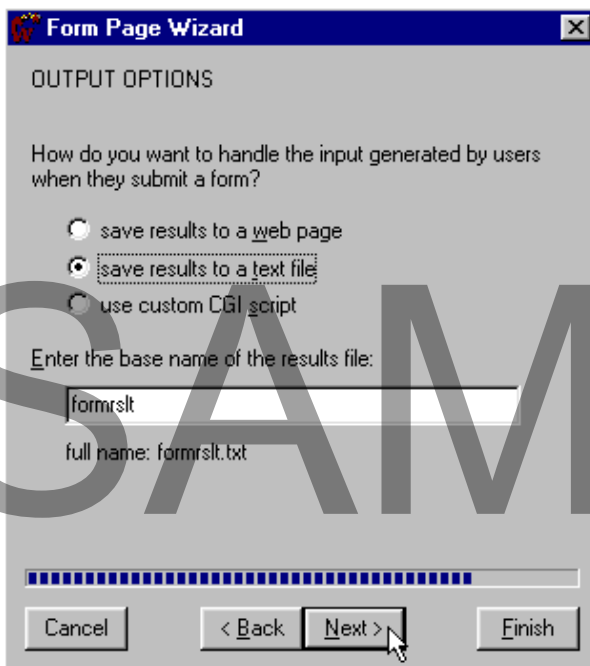 Form Page Wizard
OUTPUT OPTIONS
How do you want to handle the input generated by users
when they submit a form?
save results to a web page
save results to a text file
use custom CGI script
Enter the base name of the results file:
formrslt
full name: formrslt.txt
SAM
Cancel
< Back
Next >
Finish